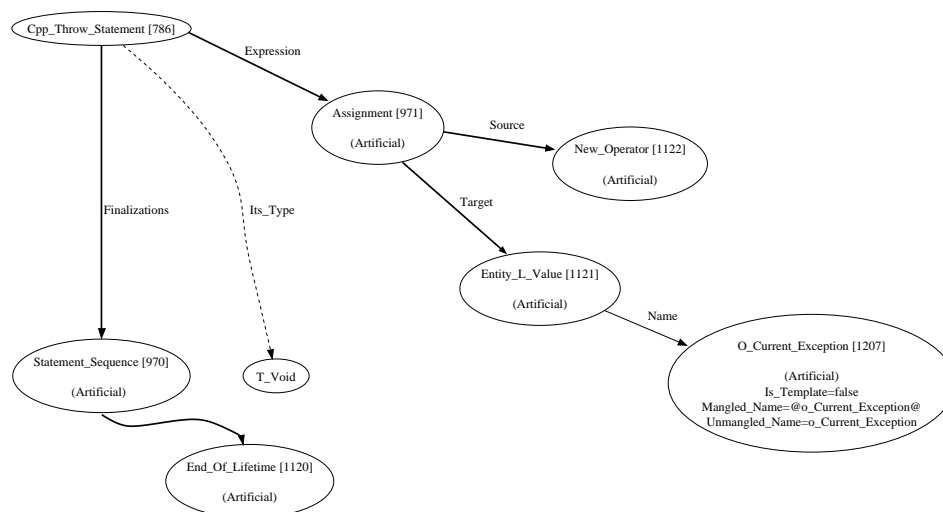 Cpp_Throw_Statement [786]
Expression
Assignment [971]
(Artificial)
Source
New_Operator [1122]
(Artificial)
Finalizations
Its_Type
Target
Entity_L_Value [1121]
(Artificial)
Name
Statement_Sequence [970]
(Artificial)
T_Void
O_Current_Exception [1207]
(Artificial)
Is_Template=false
Mangled_Name=@o_Current_Exception@
Unmangled_Name=o_Current_Exception
End_Of_Lifetime [1120]
(Artificial)